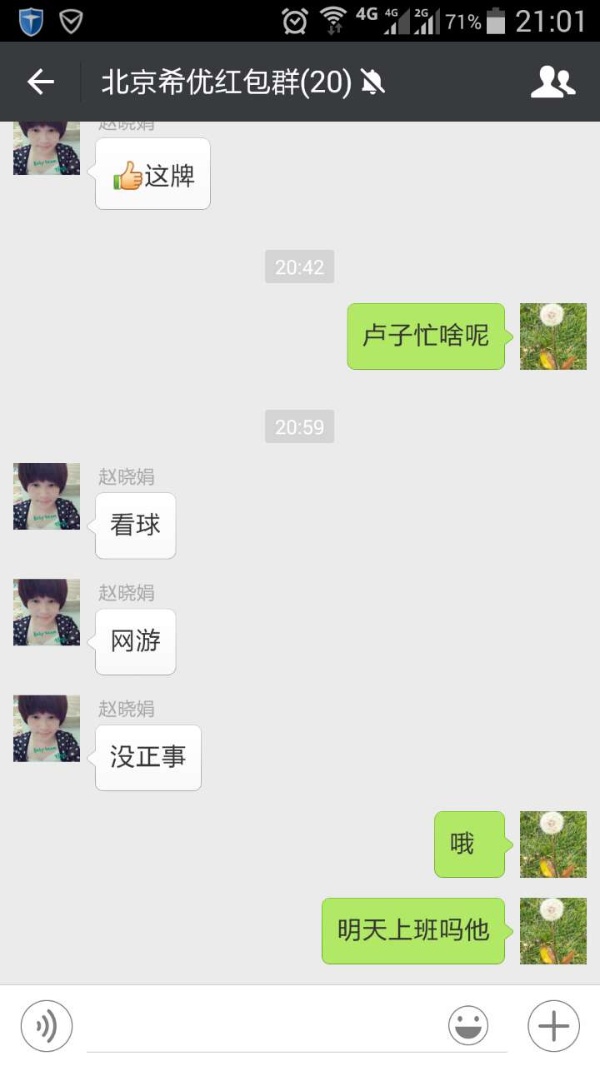 4G 4G 2G 71% 21:01
北京希优红包群(20)
赵晓娟
👍这牌
20:42
卢子忙啥呢
20:59
赵晓娟
看球
赵晓娟
网游
赵晓娟
没正事
哦
明天上班吗他